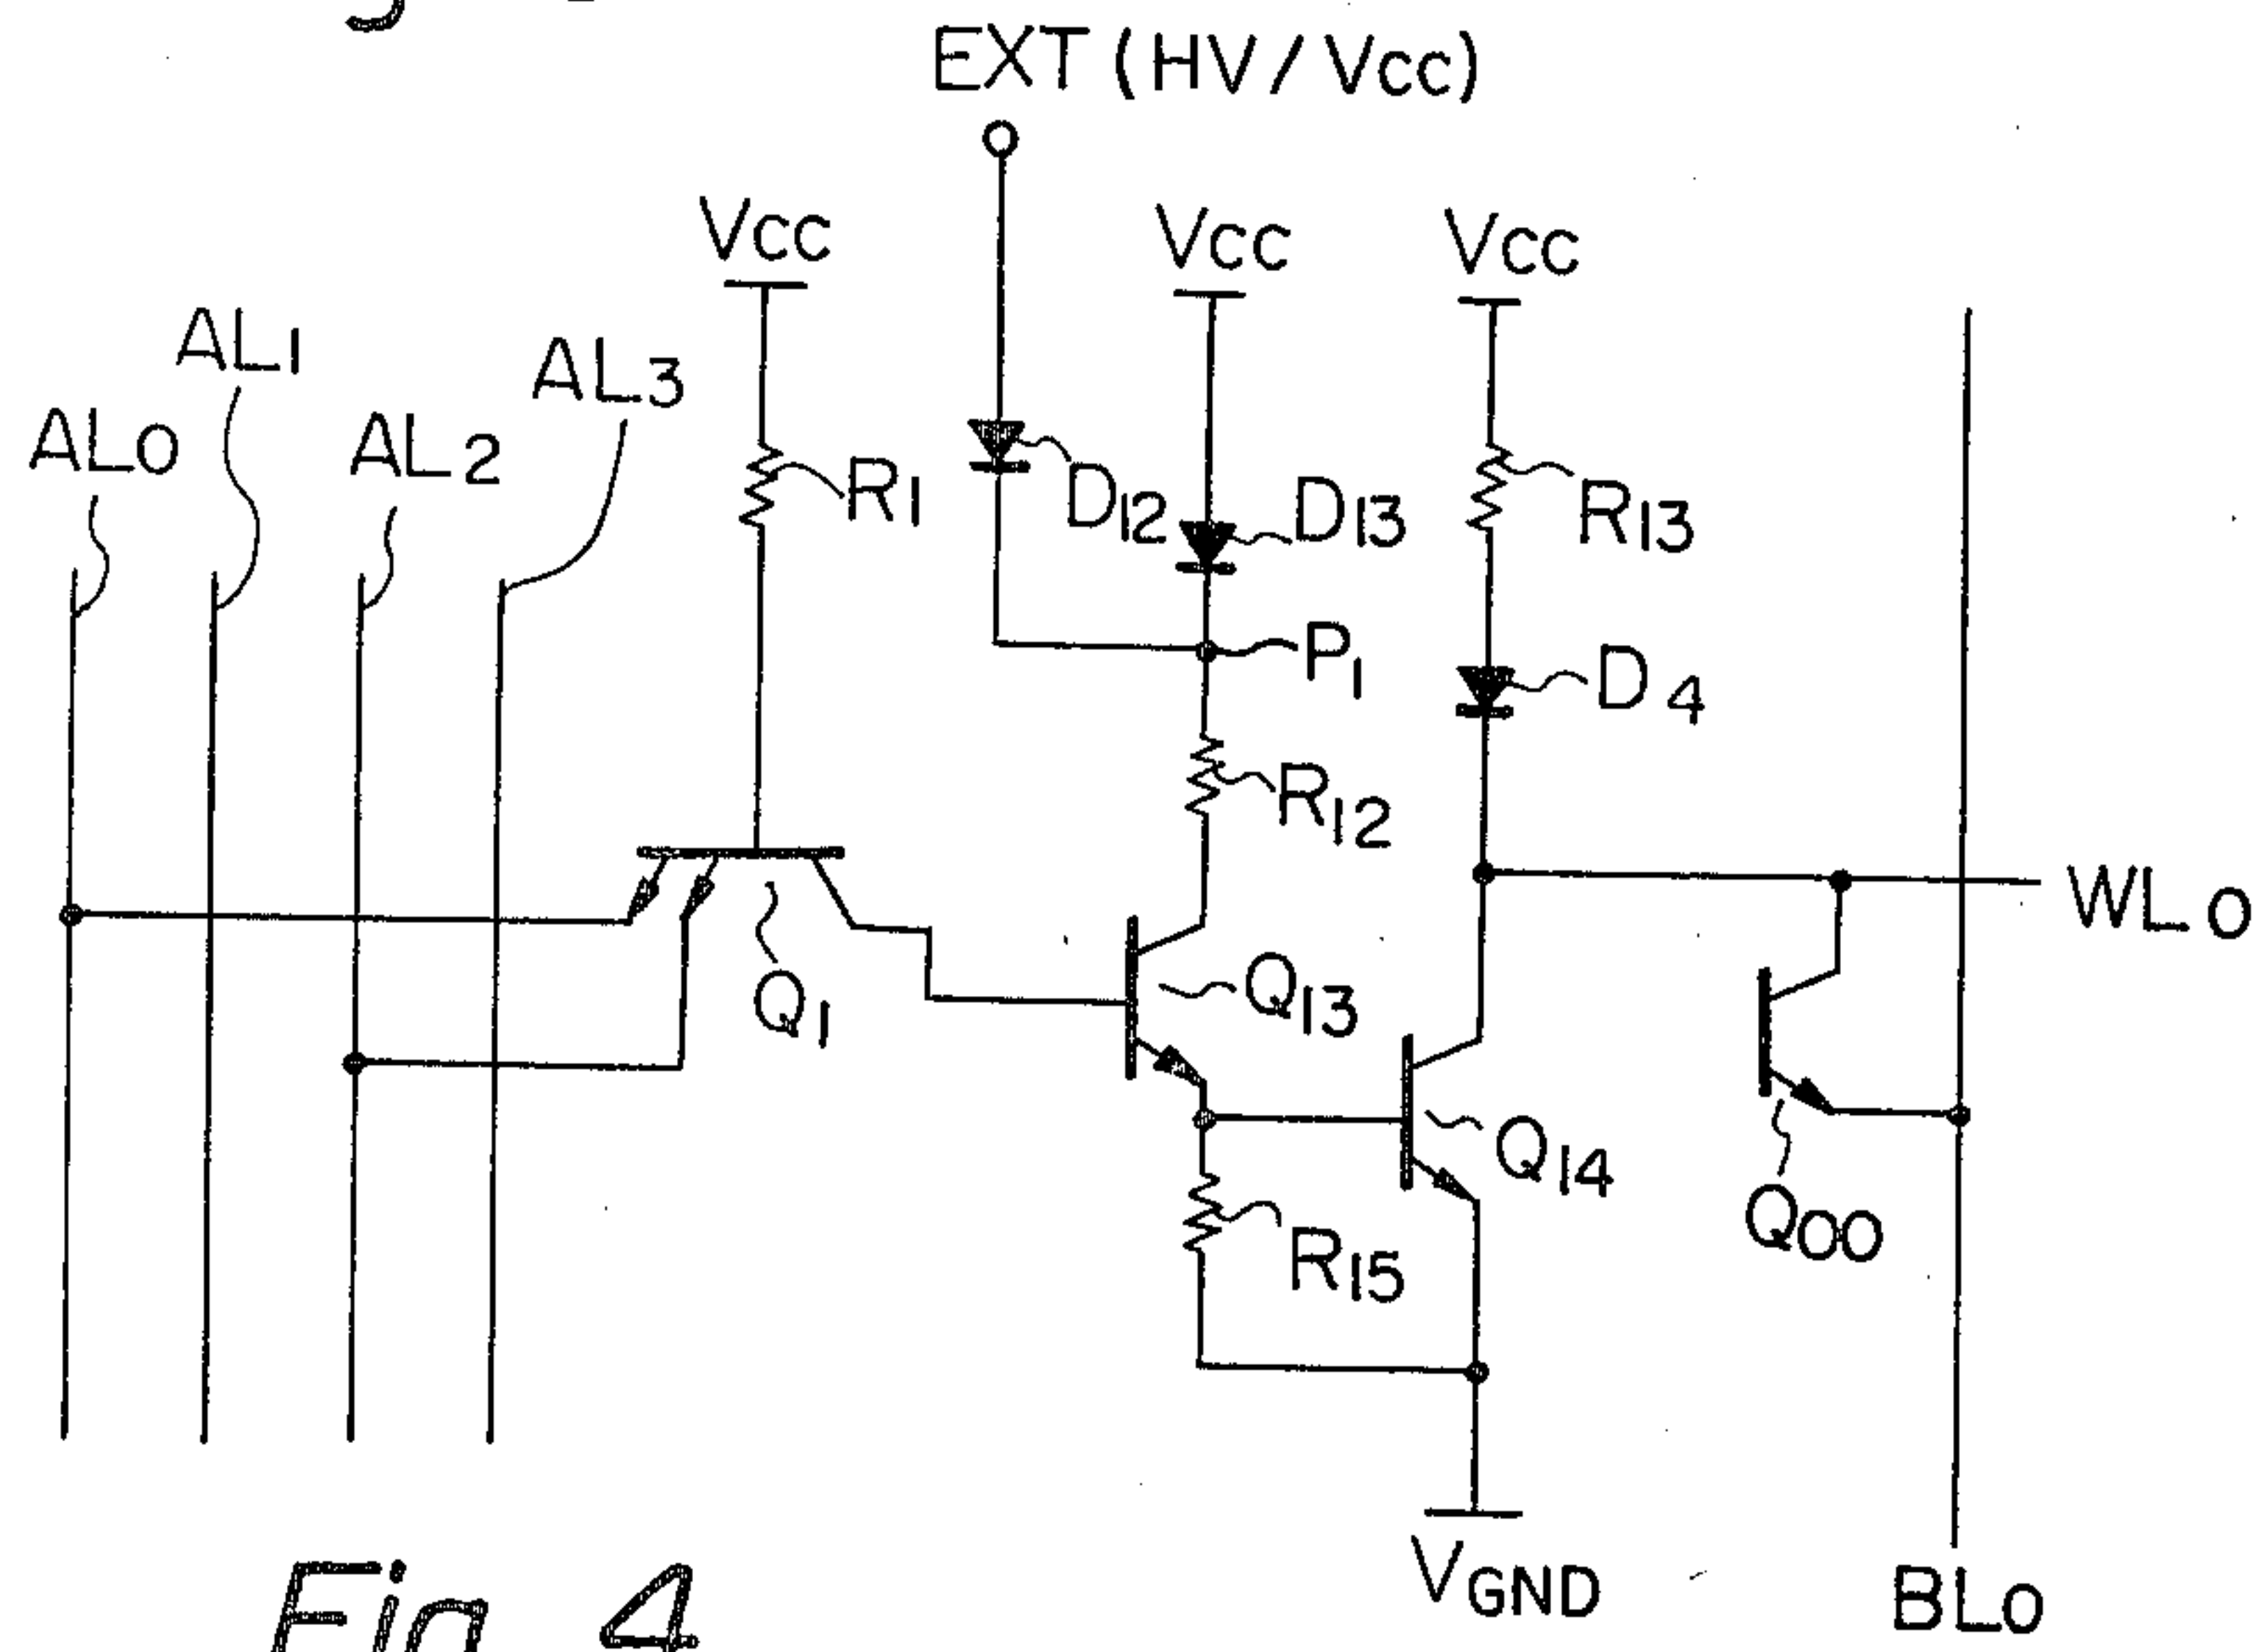 EXT (HV/Vcc)
Vcc
Vcc
Vcc
AL1
AL3
AL0
AL2
R1
D12
D13
R13
P1
D4
R12
WL0
Q1
Q13
Q14
Q00
R15
VGND
BL0
Fig 4